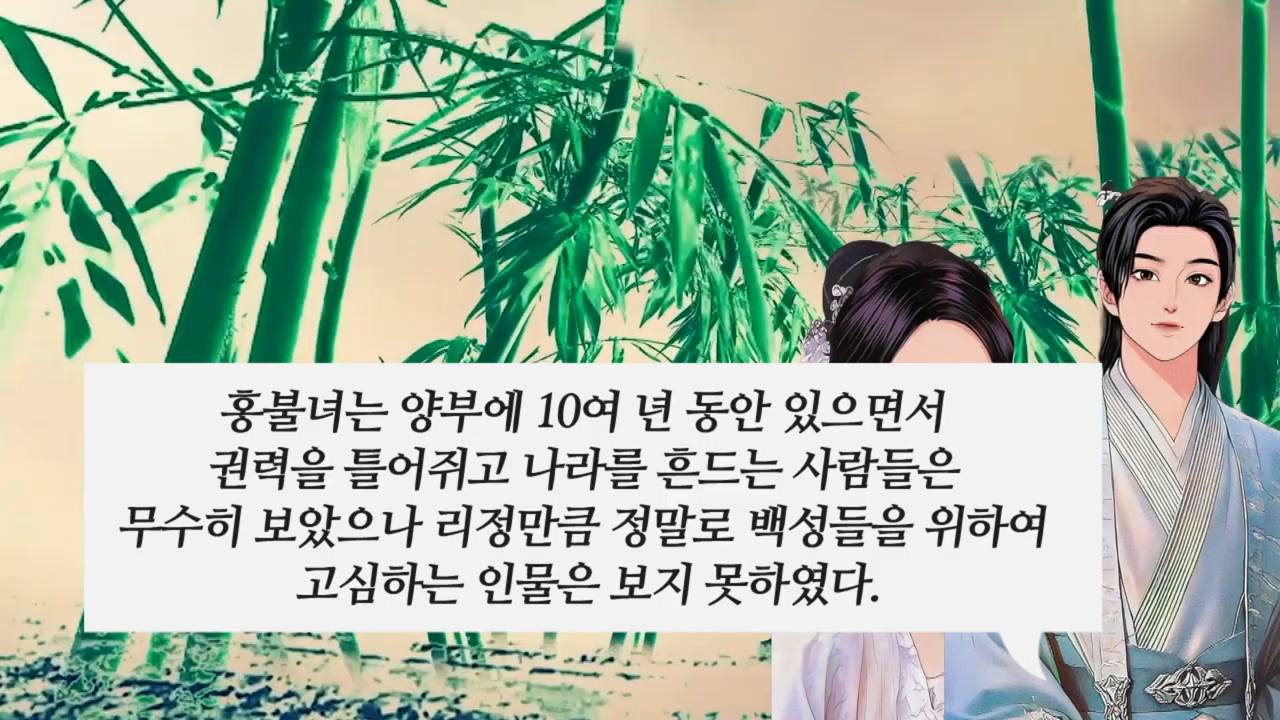 홍불녀는 양부에 10여 년 동안 있으면서
권력을 틀어쥐고 나라를 흔드는 사람들은
무수히 보았으나 리정만큼 정말로 백성들을 위하여
고심하는 인물은 보지 못하였다.